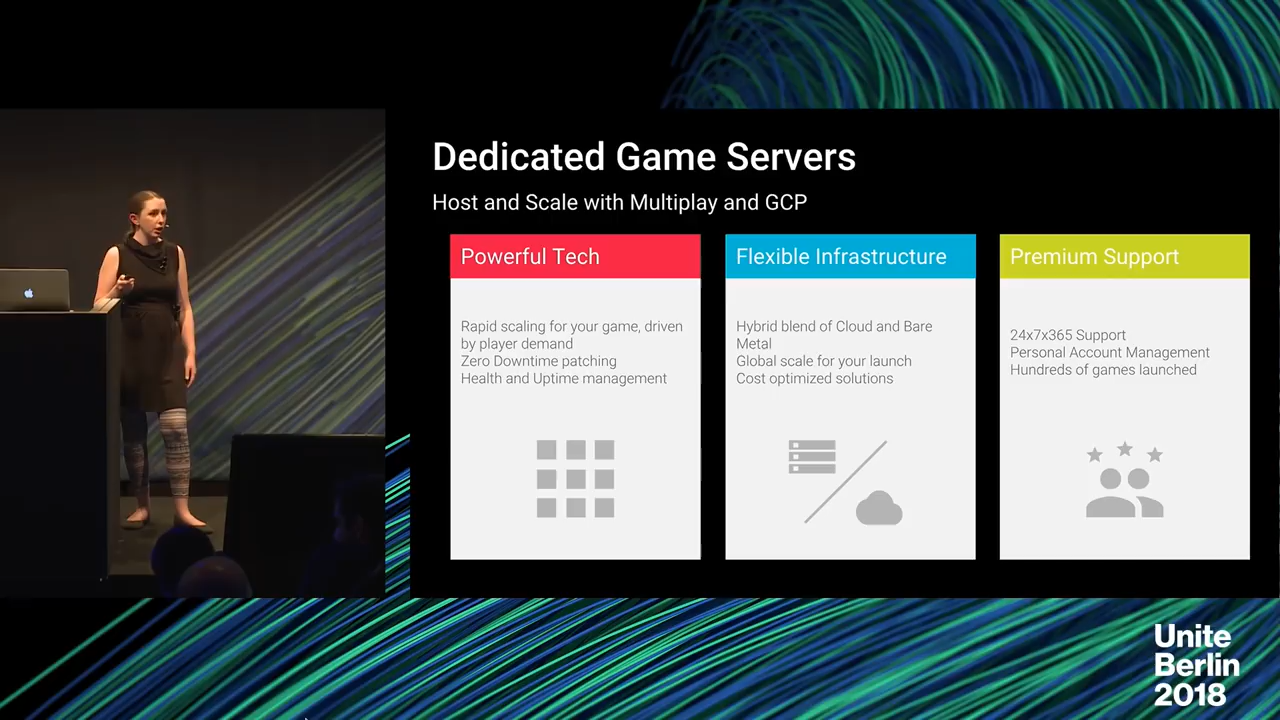 Dedicated Game Servers
Host and Scale with Multiplay and GCP
Powerful Tech
Rapid scaling for your game, driven
by player demand
Zero Downtime patching
Health and Uptime management
Flexible Infrastructure
Hybrid blend of Cloud and Bare
Metal
Global scale for your launch
Cost optimized solutions
Premium Support
24x7x365 Support
Personal Account Management
Hundreds of games launched
Unite
Berlin
2018